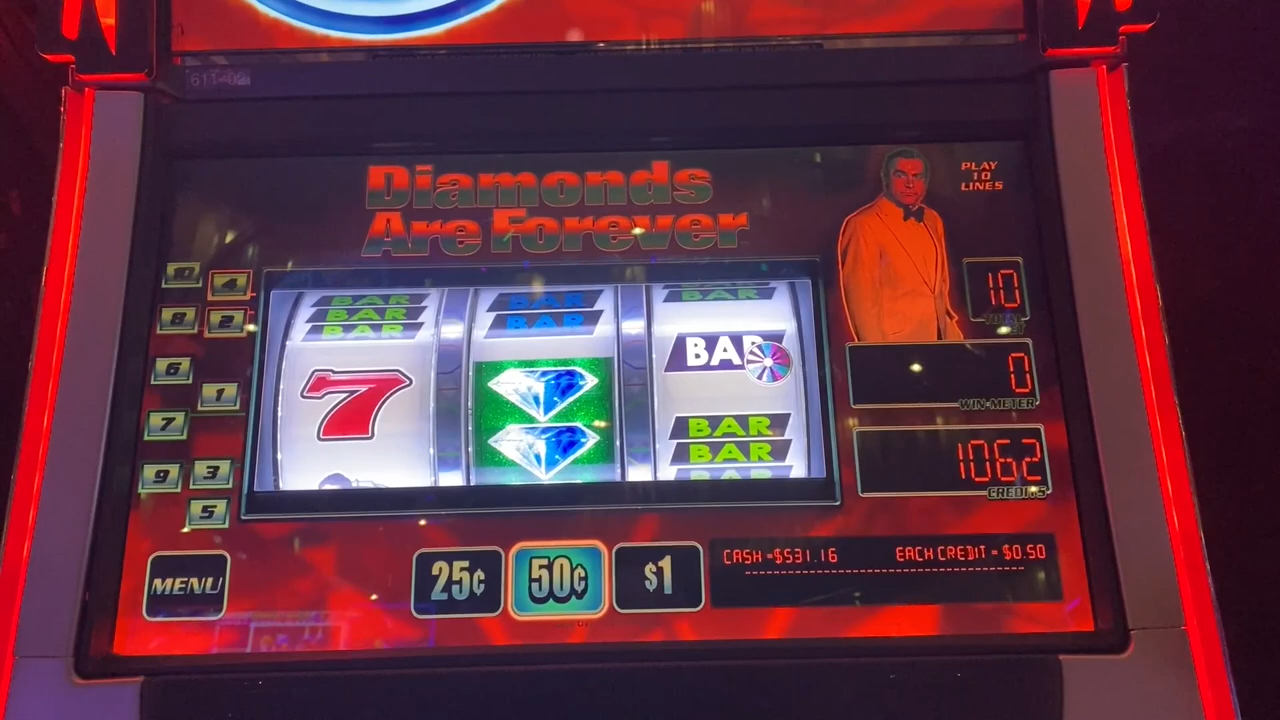 611-02
Diamonds
Are Forever
PLAY
10
LINES
10
4
8
2
6
1
7
9
3
5
BAR
BAR
BAR
7
BAR
BAR
BAR
BAR
BAR
BAR
BAR
10
TOTAL
BET
0
WIN-METER
1062
CREDITS
MENU
25¢
50¢
$1
CASH =$531.16 EACH CREDIT = $0.50